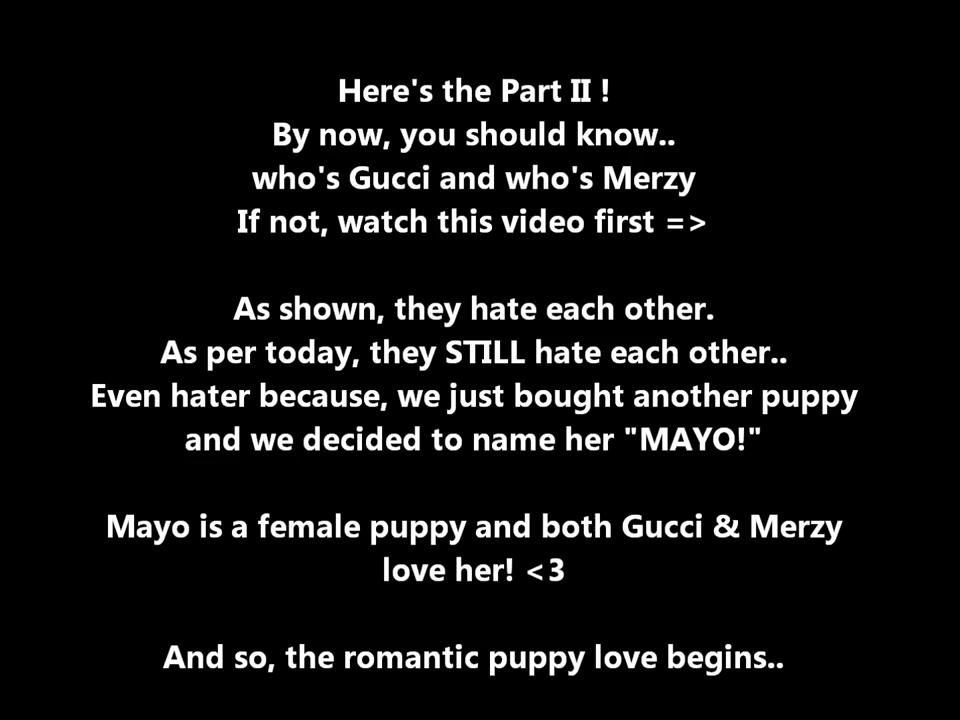 Here's the Part II !
By now, you should know..
who's Gucci and who's Merzy
If not, watch this video first =>
As shown, they hate each other.
As per today, they STILL hate each other..
Even hater because, we just bought another puppy
and we decided to name her "MAYO!"
Mayo is a female puppy and both Gucci & Merzy
love her! <3
And so, the romantic puppy love begins..